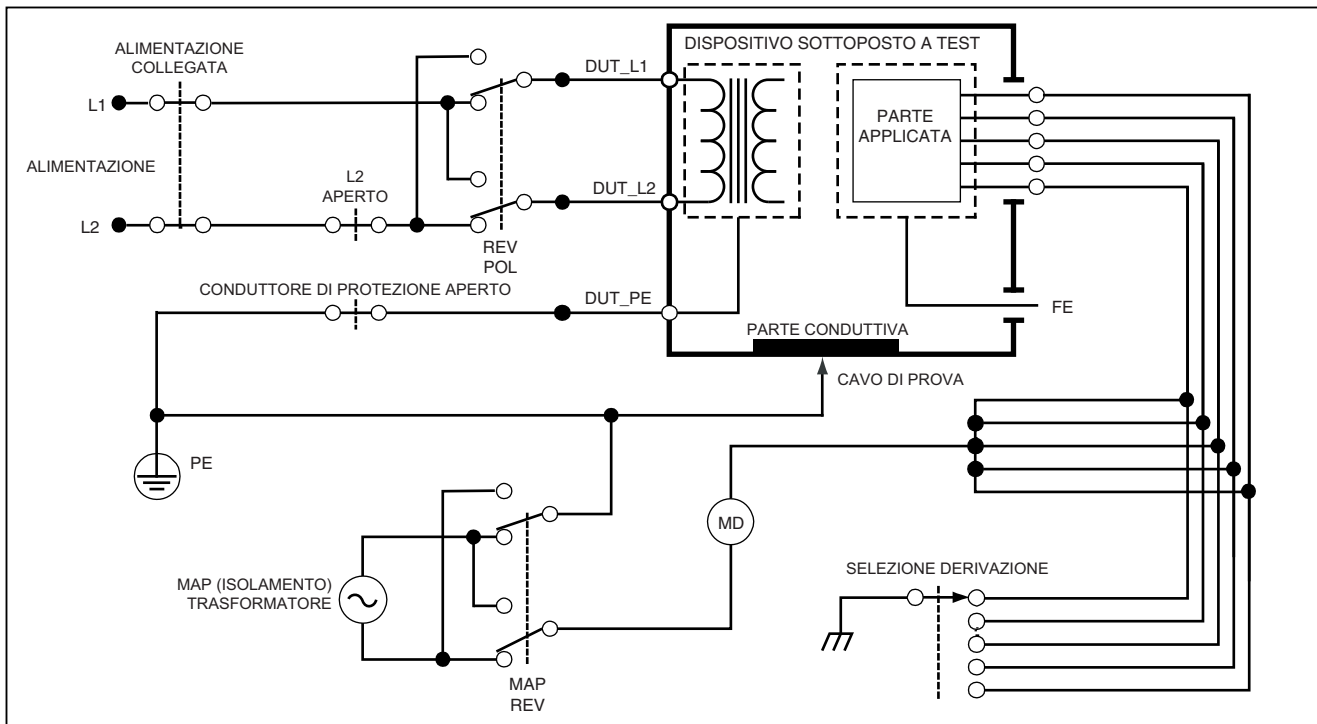 ALIMENTAZIONE
COLLEGATA
L1
ALIMENTAZIONE
L2
L2
APERTO
REV
POL
DUT_L1
DUT_L2
DISPOSITIVO SOTTOPOSTO A TEST
PARTE
APPLICATA
CONDUTTORE DI PROTEZIONE APERTO
DUT_PE
FE
PARTE CONDUTTIVA
CAVO DI PROVA
PE
MD
MAP (ISOLAMENTO)
TRASFORMATORE
MAP
REV
SELEZIONE DERIVAZIONE